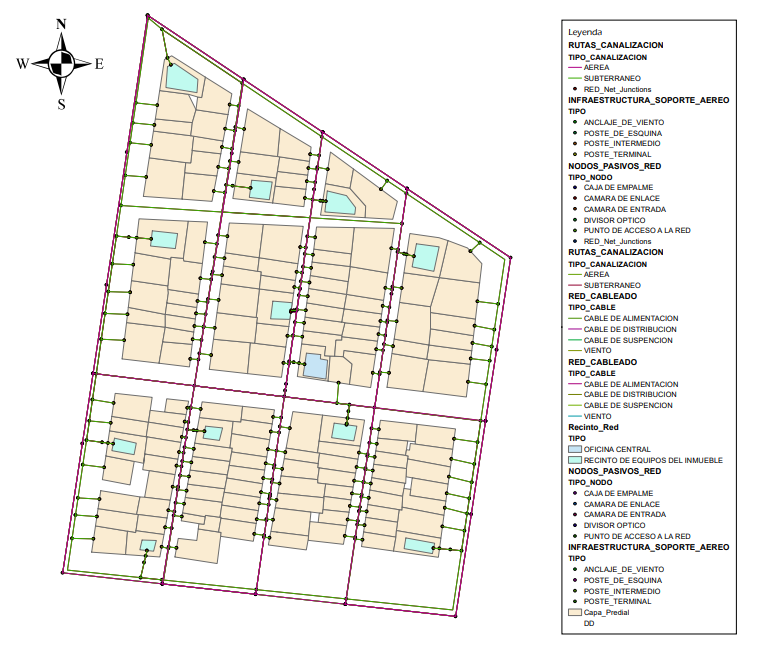 N
W
E
S
Leyenda
RUTAS_CANALIZACION
TIPO_CANALIZACION
AEREA
SUBTERRANEO
RED_Net_Junctions
INFRAESTRUCTURA_SOPORTE_AEREO
TIPO
ANCLAJE_DE_VIENTO
POSTE_DE_ESQUINA
POSTE_INTERMEDIO
POSTE_TERMINAL
NODOS_PASIVOS_RED
TIPO_NODO
CAJA DE EMPALME
CAMARA DE ENLACE
CAMARA DE ENTRADA
DIVISOR OPTICO
PUNTO DE ACCESO A LA RED
RED_Net_Junctions
RUTAS_CANALIZACION
TIPO_CANALIZACION
AEREA
SUBTERRANEO
RED_CABLEADO
TIPO_CABLE
CABLE DE ALIMENTACION
CABLE DE DISTRIBUCION
CABLE DE SUSPENCION
VIENTO
RED_CABLEADO
TIPO_CABLE
CABLE DE ALIMENTACION
CABLE DE DISTRIBUCION
CABLE DE SUSPENCION
VIENTO
Recinto_Red
TIPO
OFICINA CENTRAL
RECINTO DE EQUIPOS DEL INMUEBLE
NODOS_PASIVOS_RED
TIPO_NODO
CAJA DE EMPALME
CAMARA DE ENLACE
CAMARA DE ENTRADA
DIVISOR OPTICO
PUNTO DE ACCESO A LA RED
INFRAESTRUCTURA_SOPORTE_AEREO
TIPO
ANCLAJE_DE_VIENTO
POSTE_DE_ESQUINA
POSTE_INTERMEDIO
POSTE_TERMINAL
Capa_Predial
DD